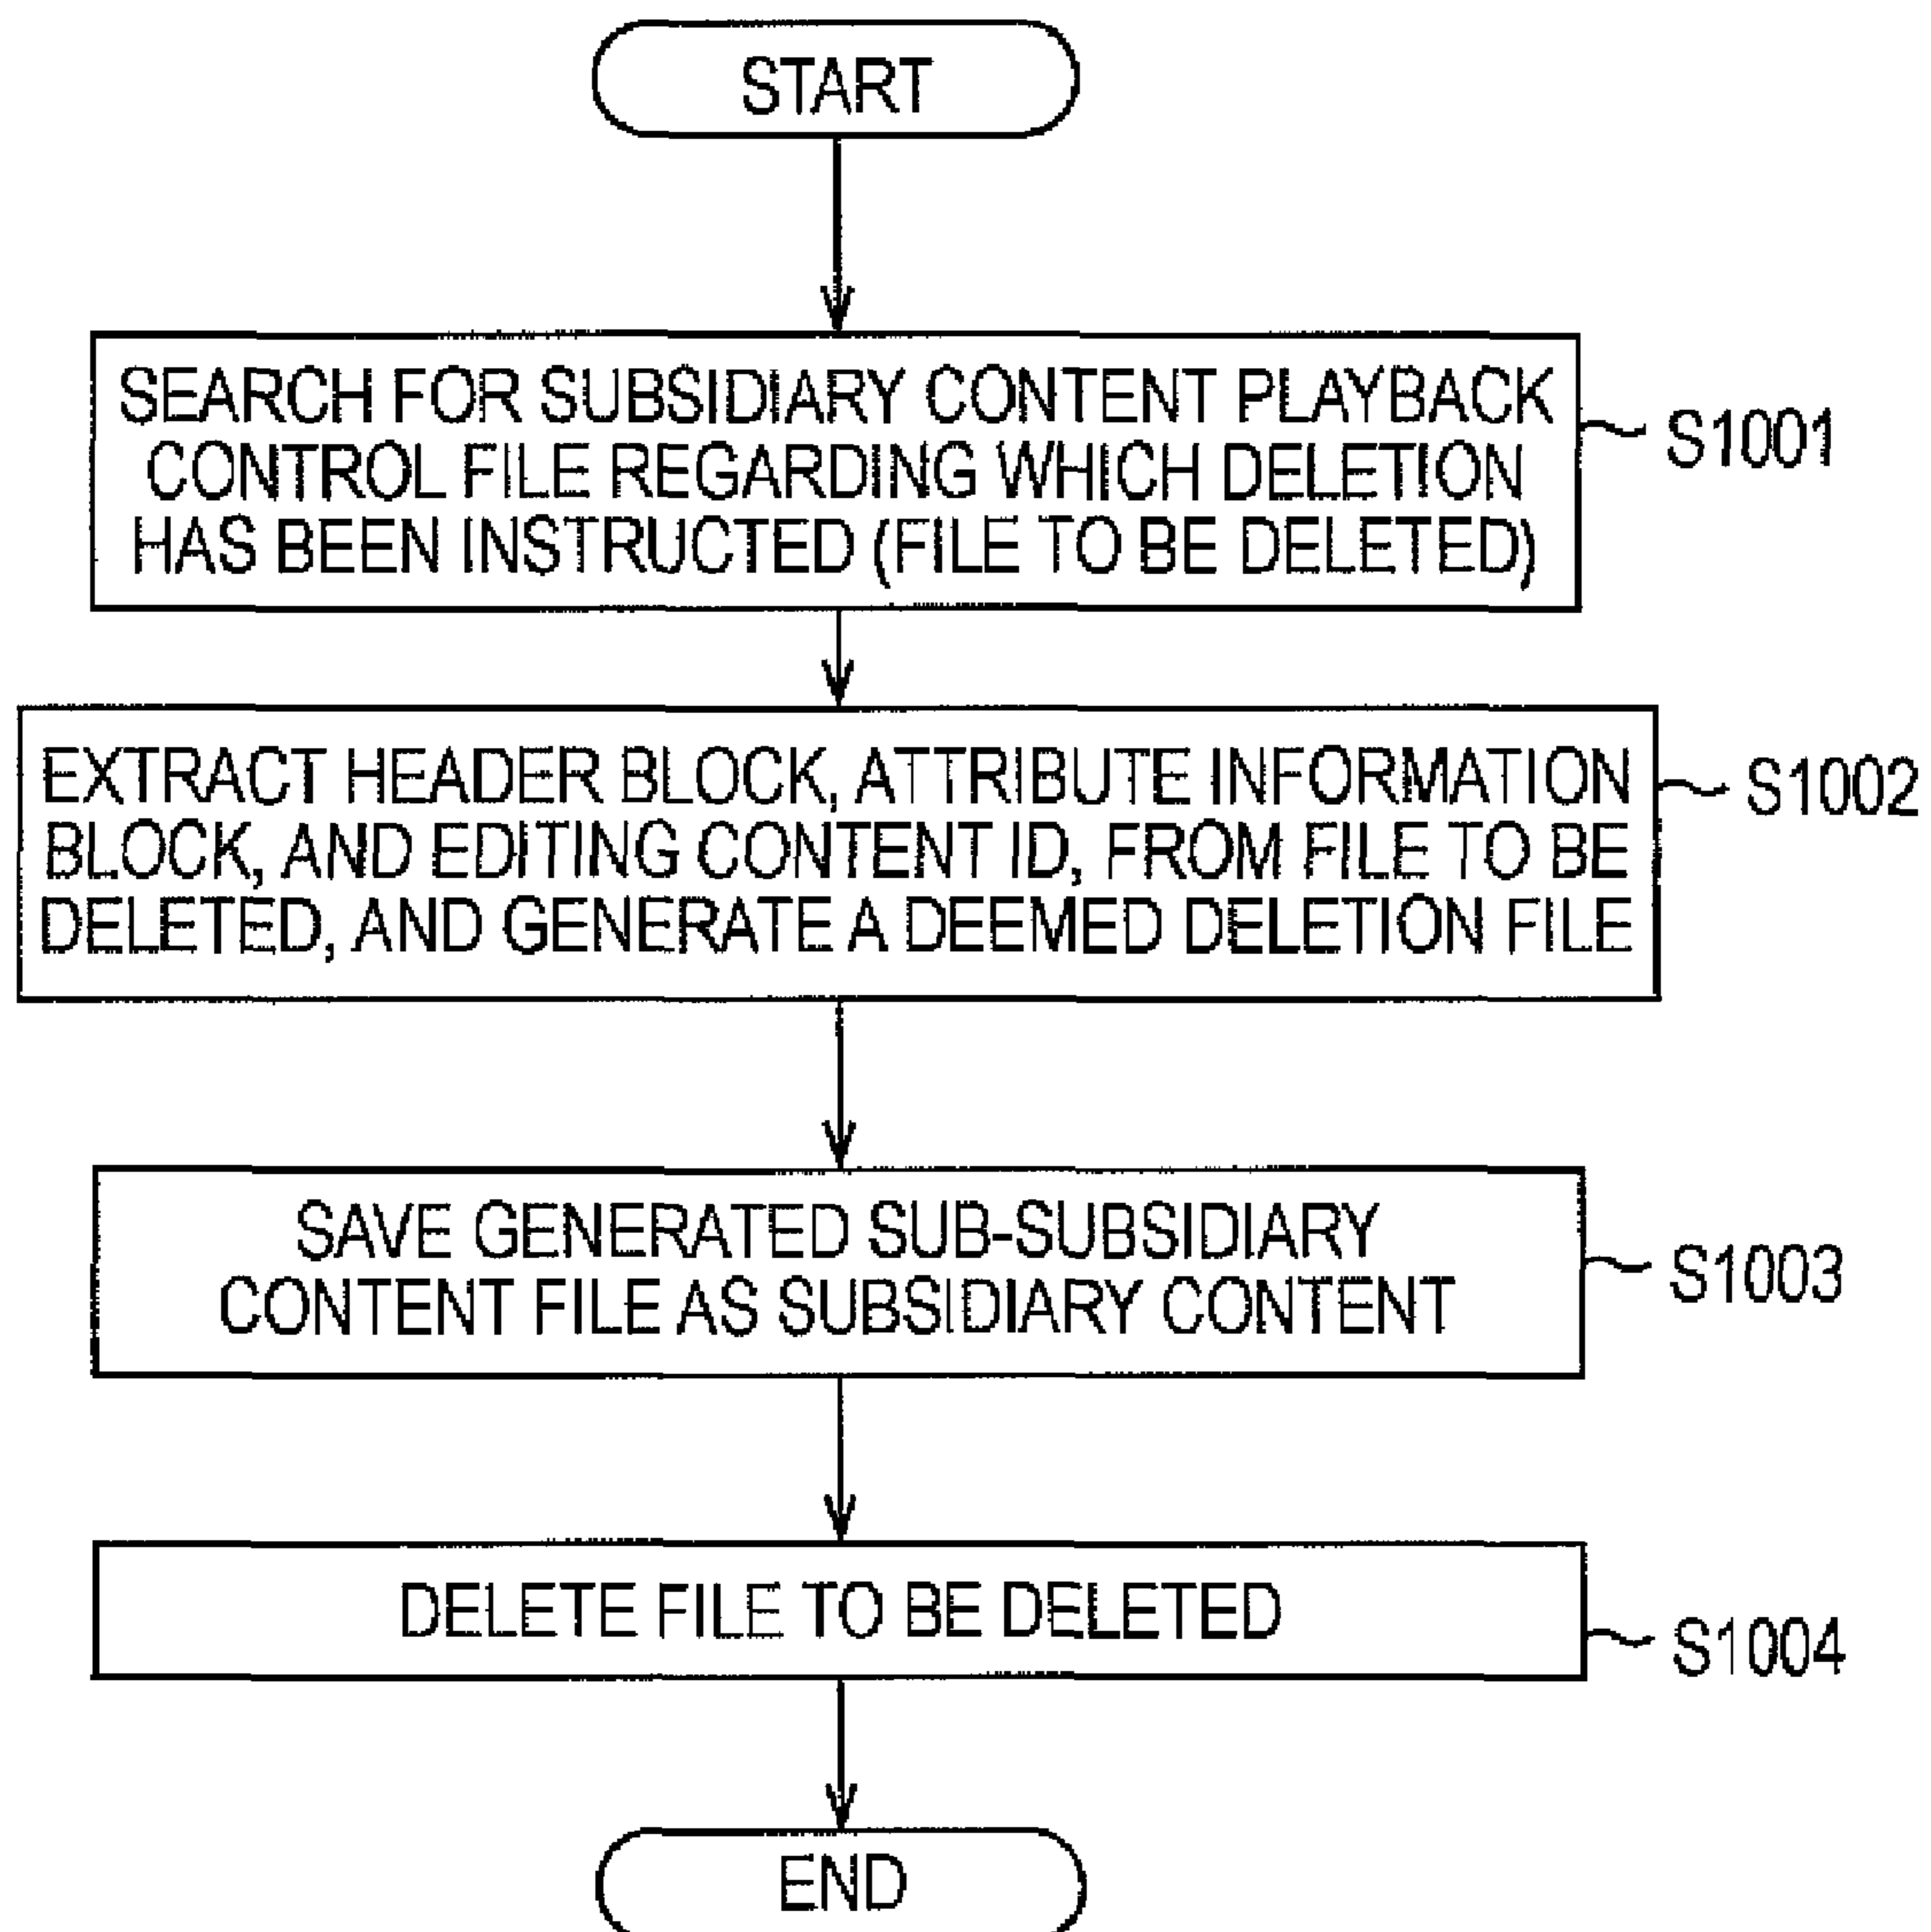 START
SEARCH FOR SUBSIDIARY CONTENT PLAYBACK
CONTROL FILE REGARDING WHICH DELETION
HAS BEEN INSTRUCTED (FILE TO BE DELETED)
S1001
EXTRACT HEADER BLOCK, ATTRIBUTE INFORMATION
BLOCK, AND EDITING CONTENT ID, FROM FILE TO BE
DELETED, AND GENERATE A DEEMED DELETION FILE
S1002
SAVE GENERATED SUB-SUBSIDIARY
CONTENT FILE AS SUBSIDIARY CONTENT
S1003
DELETE FILE TO BE DELETED
S1004
END